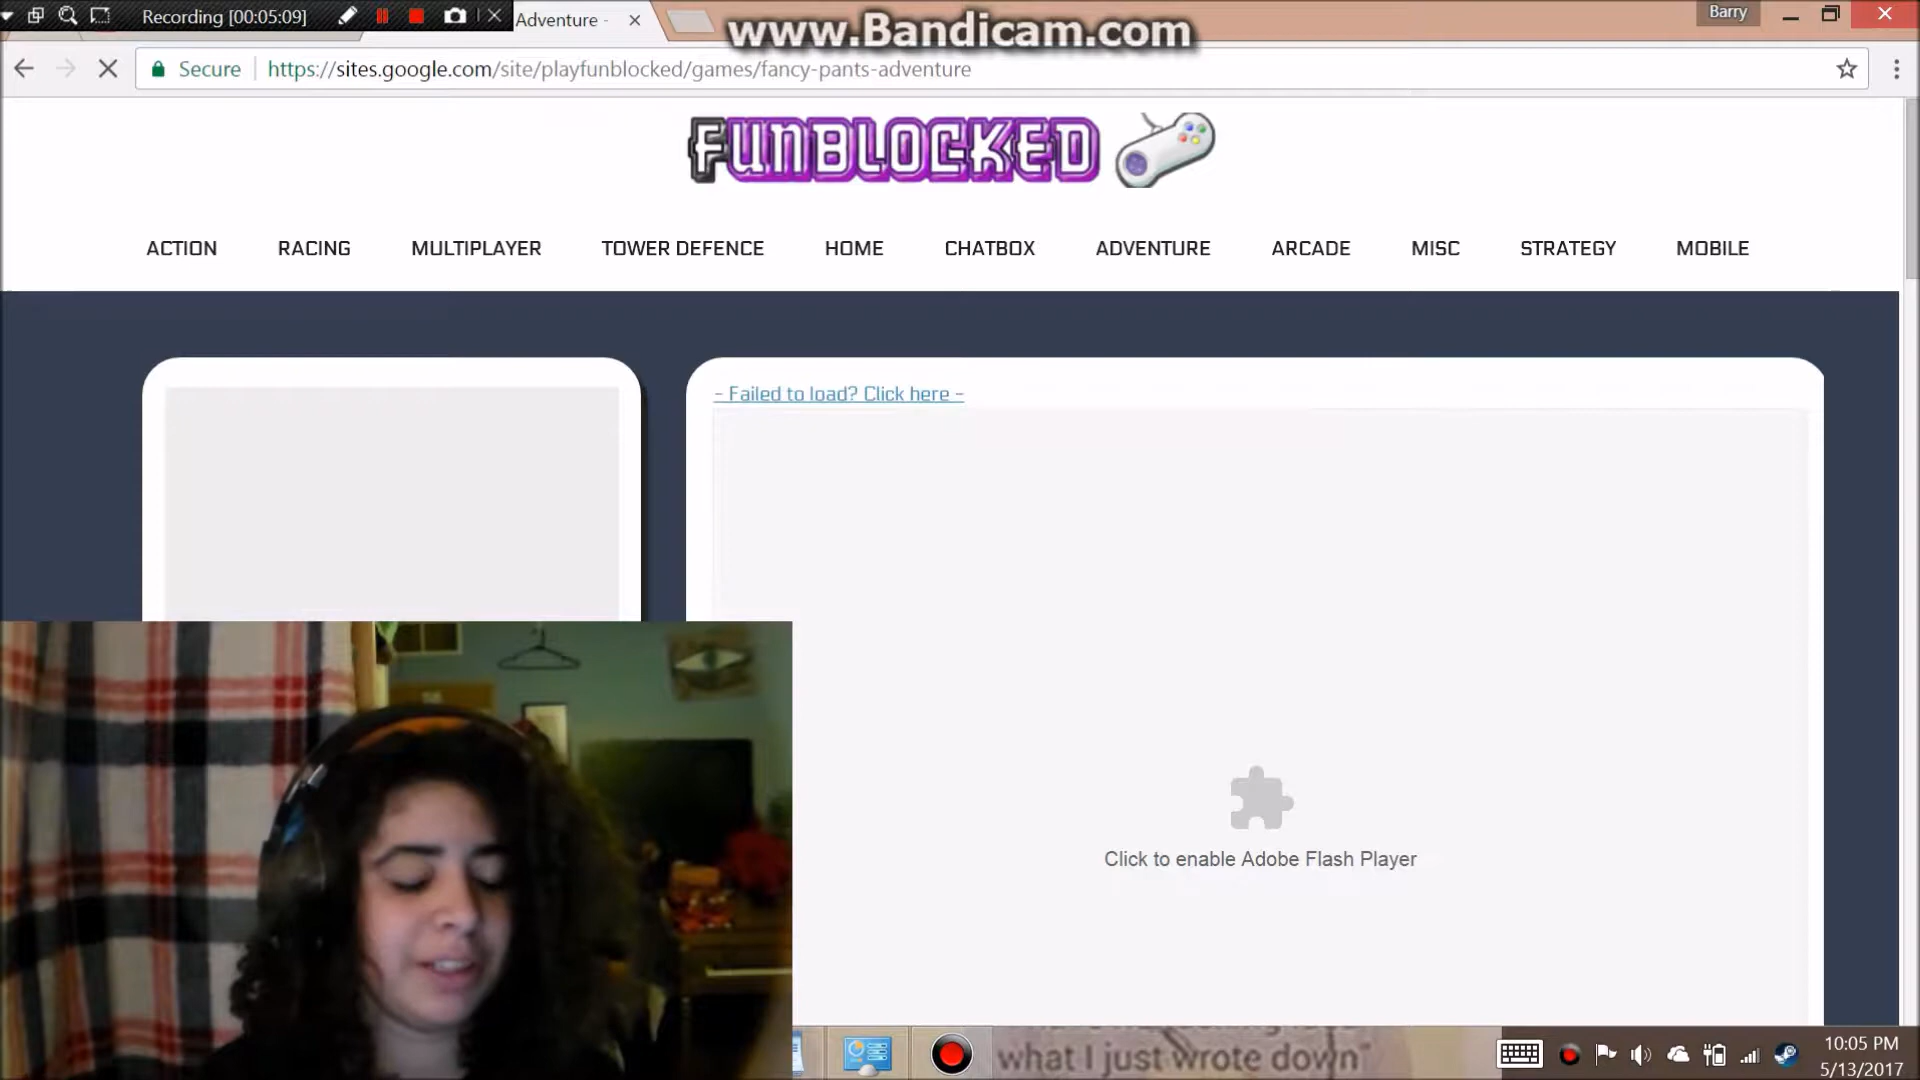 Recording [00:05:09]
Adventure -
www.Bandicam.com
Barry
Secure
https://sites.google.com/site/playfunblocked/games/fancy-pants-adventure
FUNBLOCKED
ACTION RACING MULTIPLAYER TOWER DEFENCE HOME CHATBOX ADVENTURE ARCADE MISC STRATEGY MOBILE
- Failed to load? Click here -
Click to enable Adobe Flash Player
what I just wrote down"
10:05 PM
5/13/2017